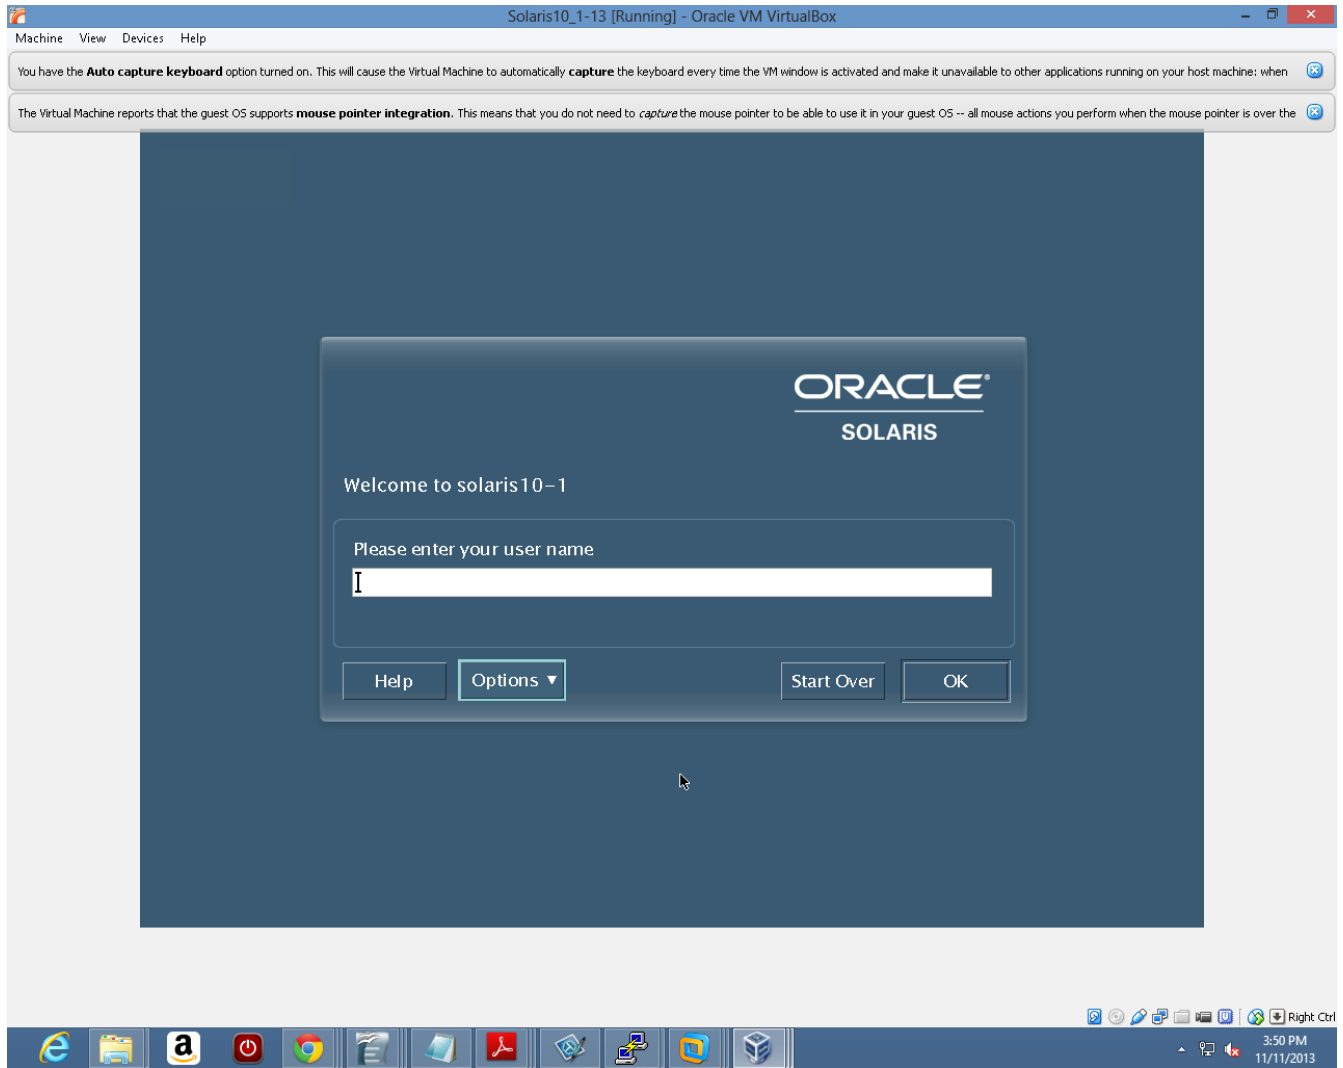 Solaris10_1-13 [Running] - Oracle VM VirtualBox
Machine View Devices Help
You have the Auto capture keyboard option turned on. This will cause the Virtual Machine to automatically capture the keyboard every time the VM window is activated and make it unavailable to other applications running on your host machine: when
The Virtual Machine reports that the guest OS supports mouse pointer integration. This means that you do not need to capture the mouse pointer to be able to use it in your guest OS -- all mouse actions you perform when the mouse pointer is over the
ORACLE®
SOLARIS
Welcome to solaris10-1
Please enter your user name
Help Options ▼ Start Over OK
Right Ctrl
3:50 PM
11/11/2013